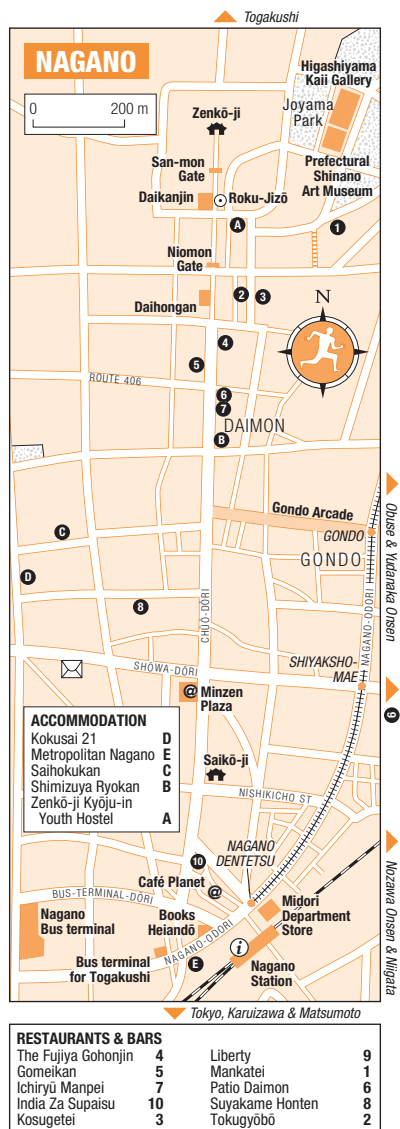 Togakushi
NAGANO
0 200 m
Higashiyama
Kaii Gallery
Joyama
Park
Zenkō-ji
San-mon
Gate
Prefectural
Shinano
Art Museum
Daikanjin
Roku-Jizō
A
1
Niomon
Gate
N
2
3
Daihongan
4
5
ROUTE 406
6
7
DAIMON
B
Gondo Arcade
GONDO
GONDO
Obuse & Yudanaka Onsen
C
D
8
CHŪŌ-DŌRI
NAGANO-ODORI
SHŌWA-DŌRI
SHIYAKSHO-
MAE
@ Minzen
Plaza
9
ACCOMMODATION
Kokusai 21 D
Metropolitan Nagano E
Saihokukan C
Shimizuya Ryokan B
Zenkō-ji Kyōju-in
Youth Hostel A
Saikō-ji
NISHIKICHO ST
NAGANO
DENTETSU
10
Café Planet @
BUS-TERMINAL-DŌRI
Nagano
Bus terminal
Books
Heiandō
Midori
Department
Store
NAGANO-ODORI
Nozawa Onsen & Niigata
Bus terminal
for Togakushi
E
i
Nagano
Station
Tokyo, Karuizawa & Matsumoto
RESTAURANTS & BARS
The Fujiya Gohonjin 4
Gomeikan 5
Ichiryū Manpei 7
India Za Supaisu 10
Kosugetei 3
Liberty 9
Mankatei 1
Patio Daimon 6
Suyakame Honten 8
Tokugyōbō 2